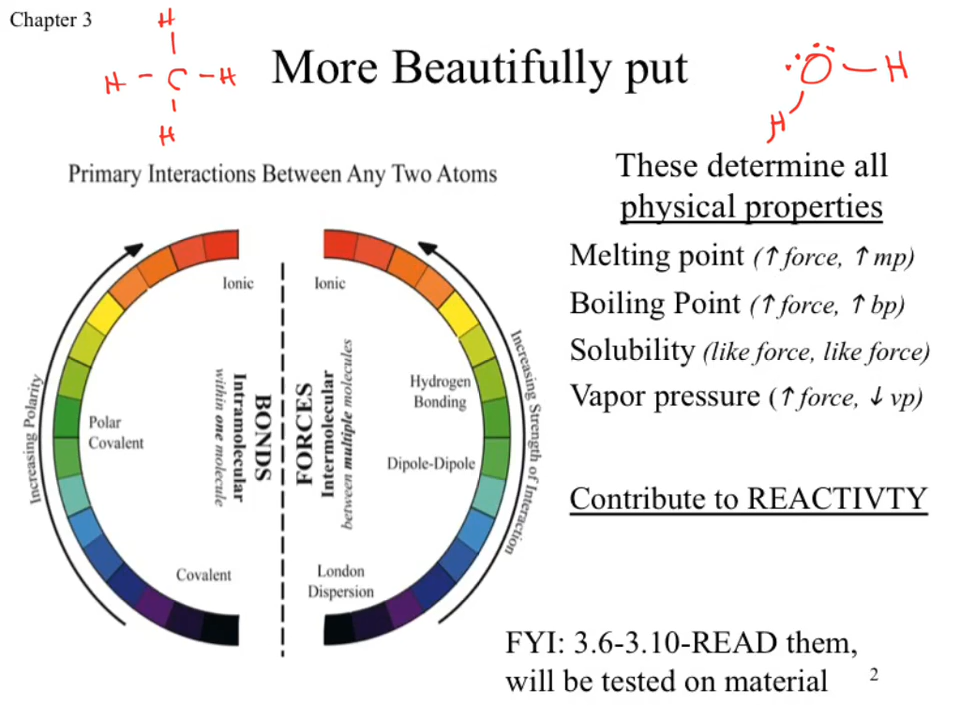 Chapter 3
H
H - C - H
H
More Beautifully put
O - H
H
Primary Interactions Between Any Two Atoms
These determine all
physical properties
Melting point (↑ force, ↑ mp)
Boiling Point (↑ force, ↑ bp)
Solubility (like force, like force)
Vapor pressure (↑ force, ↓ vp)
Contribute to REACTIVTY
Increasing Polarity
Ionic
Polar
Covalent
Covalent
BONDS
Intramolecular
within one molecule
FORCES
Intermolecular
between multiple molecules
Ionic
Hydrogen
Bonding
Dipole-Dipole
London
Dispersion
Increasing Strength of Interaction
FYI: 3.6-3.10-READ them,
will be tested on material
2